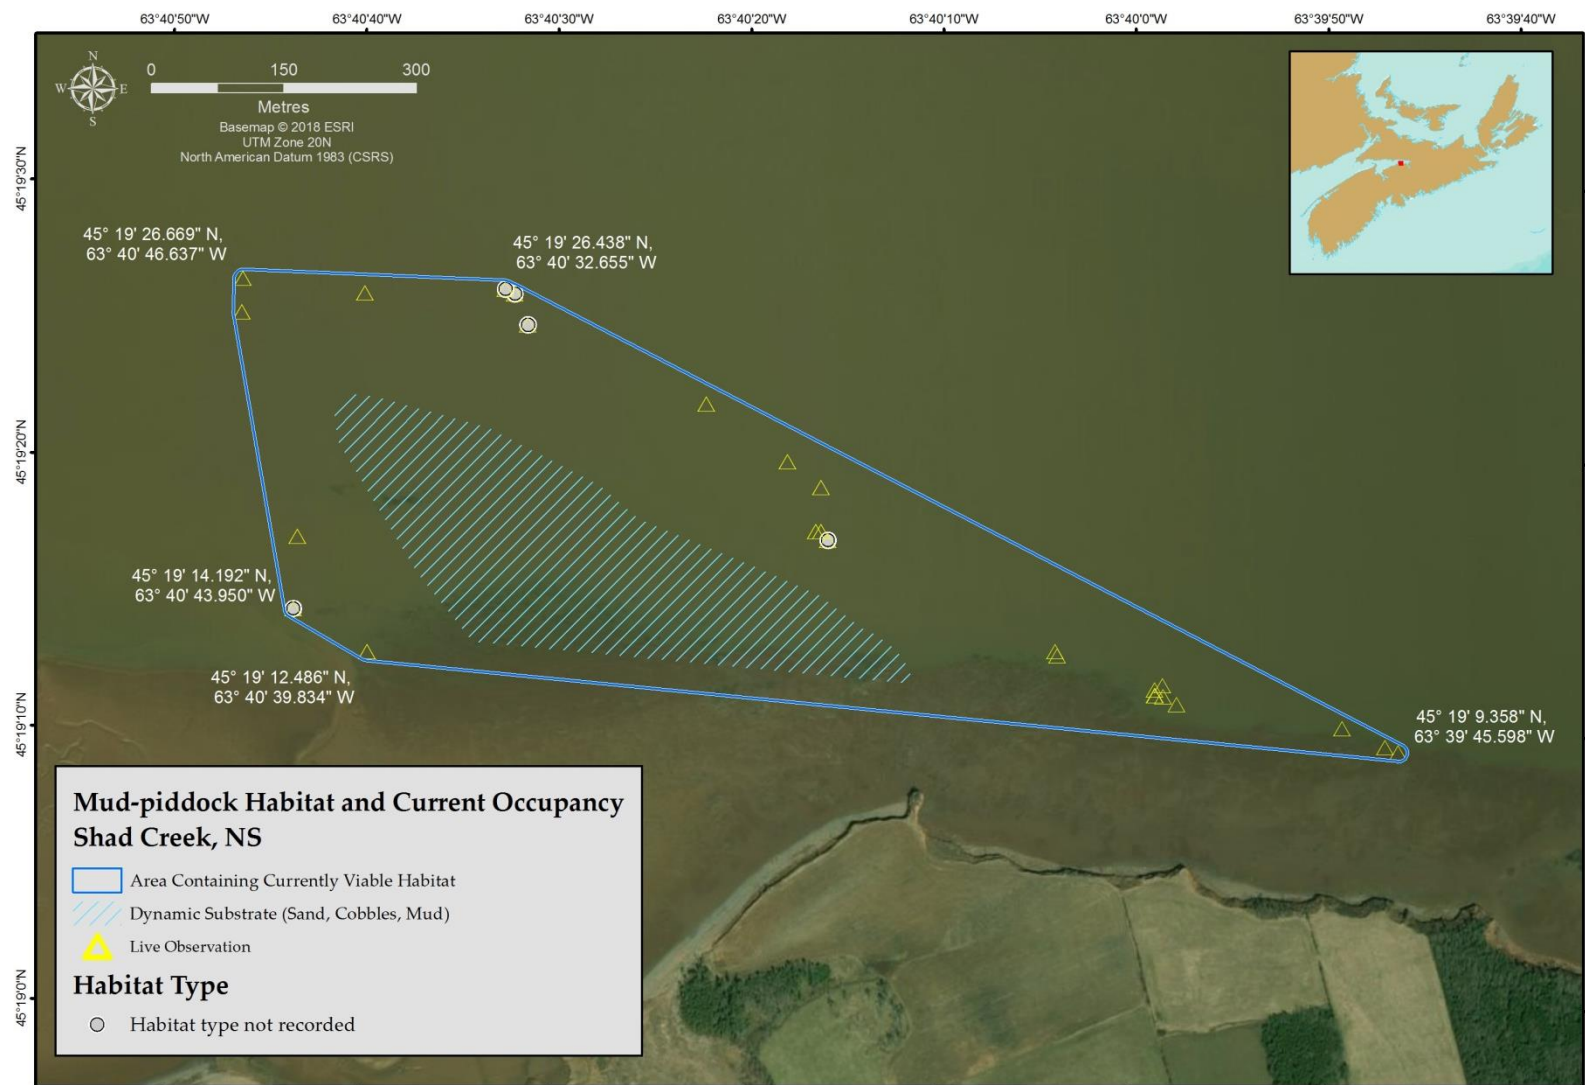 63°40'50"W 63°40'40"W 63°40'30"W 63°40'20"W 63°40'10"W 63°40'0"W 63°39'50"W 63°39'40"W
N
W E
S
0 150 300
Metres
Basemap © 2018 ESRI
UTM Zone 20N
North American Datum 1983 (CSRS)
45°19'30"N
45°19'20"N
45°19'10"N
45°19'0"N
45° 19' 26.669" N,
63° 40' 46.637" W
45° 19' 26.438" N,
63° 40' 32.655" W
45° 19' 14.192" N,
63° 40' 43.950" W
45° 19' 12.486" N,
63° 40' 39.834" W
45° 19' 9.358" N,
63° 39' 45.598" W
Mud-piddock Habitat and Current Occupancy
Shad Creek, NS
Area Containing Currently Viable Habitat
Dynamic Substrate (Sand, Cobbles, Mud)
Live Observation
Habitat Type
Habitat type not recorded